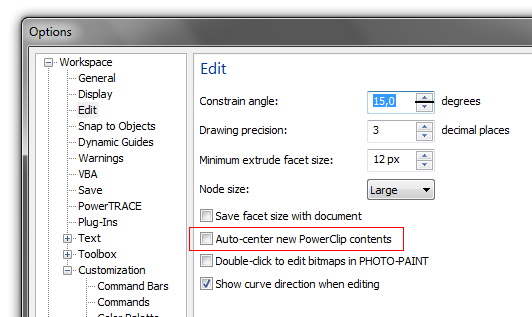 Options
Workspace
General
Display
Edit
Snap to Objects
Dynamic Guides
Warnings
VBA
Save
PowerTRACE
Plug-Ins
Text
Toolbox
Customization
Command Bars
Commands
Edit
Constrain angle: 15,0 degrees
Drawing precision: 3 decimal places
Minimum extrude facet size: 12 px
Node size: Large
Save facet size with document
Auto-center new PowerClip contents
Double-click to edit bitmaps in PHOTO-PAINT
Show curve direction when editing